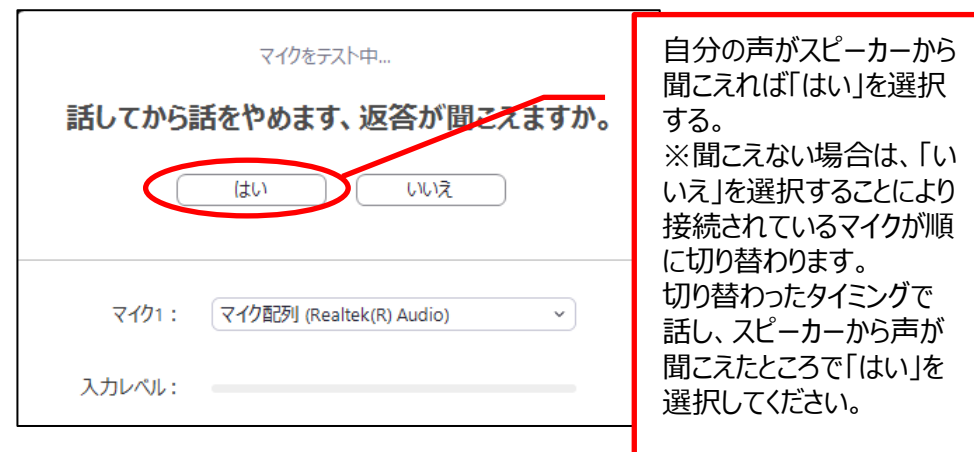 マイクをテスト中...
話してから話をやめます、返答が聞こえますか。
はい
いいえ
マイク1：
マイク配列 (Realtek(R) Audio)
入力レベル：
自分の声がスピーカーから
聞こえれば「はい」を選択
する。
※聞こえない場合は、「い
いえ」を選択することにより
接続されているマイクが順
に切り替わります。
切り替わったタイミングで
話し、スピーカーから声が
聞こえたところで「はい」を
選択してください。